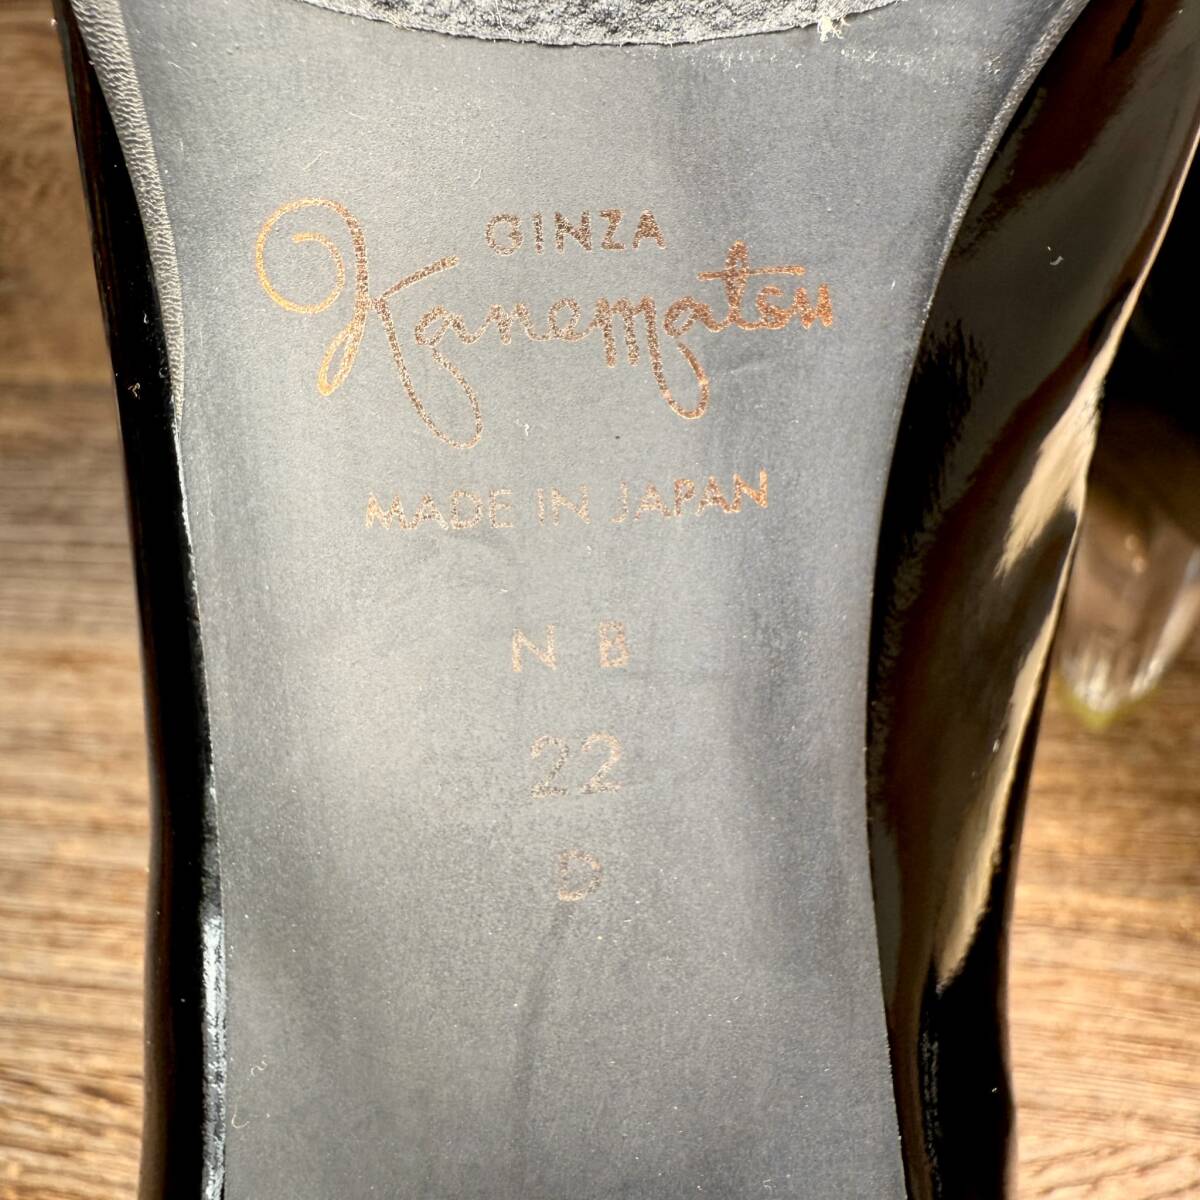 GINZA
Kanematsu
MADE IN JAPAN
N B
22
D